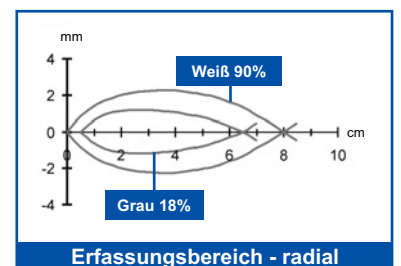 mm
4
Weiß 90%
2
0
cm
0 2 4 6 8 10
-2
Grau 18%
-4
Erfassungsbereich - radial